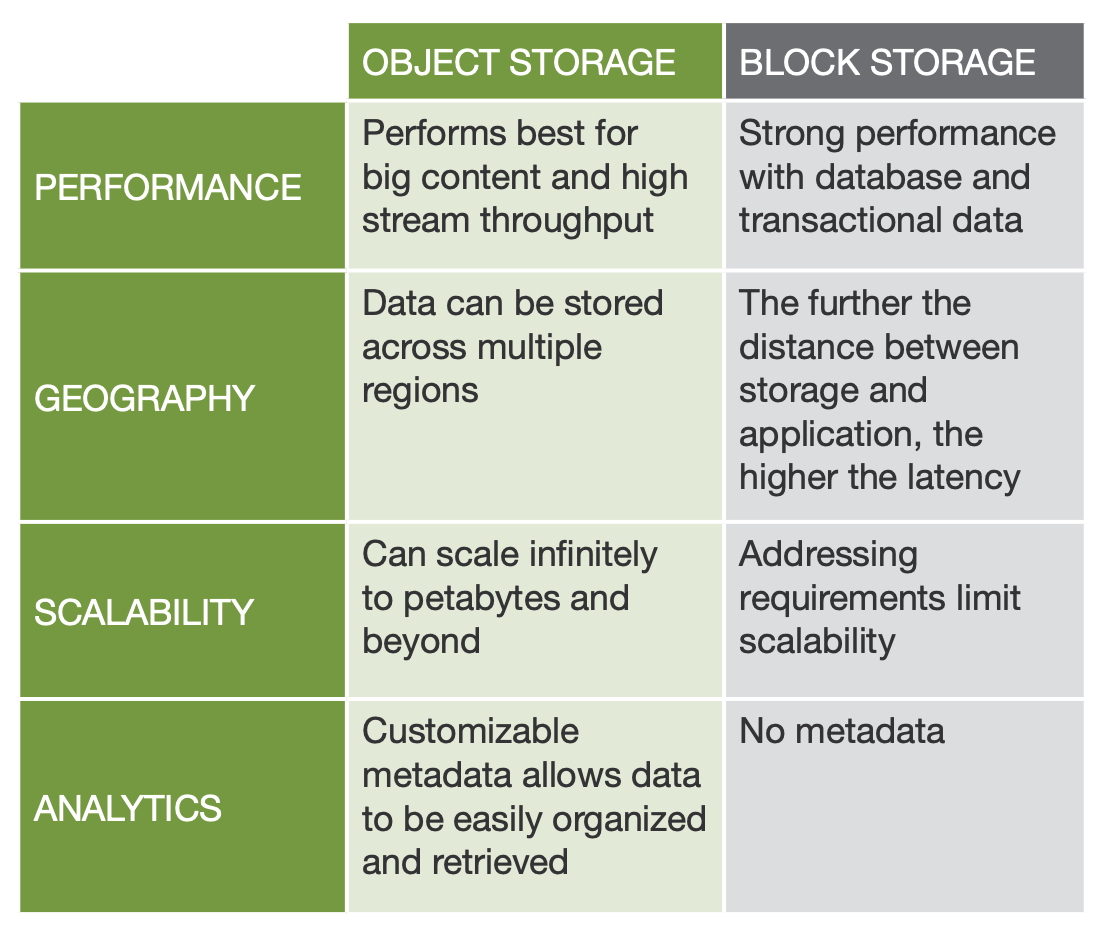 OBJECT STORAGE
BLOCK STORAGE
PERFORMANCE
Performs best for
big content and high
stream throughput
Strong performance
with database and
transactional data
GEOGRAPHY
Data can be stored
across multiple
regions
The further the
distance between
storage and
application, the
higher the latency
SCALABILITY
Can scale infinitely
to petabytes and
beyond
Addressing
requirements limit
scalability
ANALYTICS
Customizable
metadata allows data
to be easily organized
and retrieved
No metadata